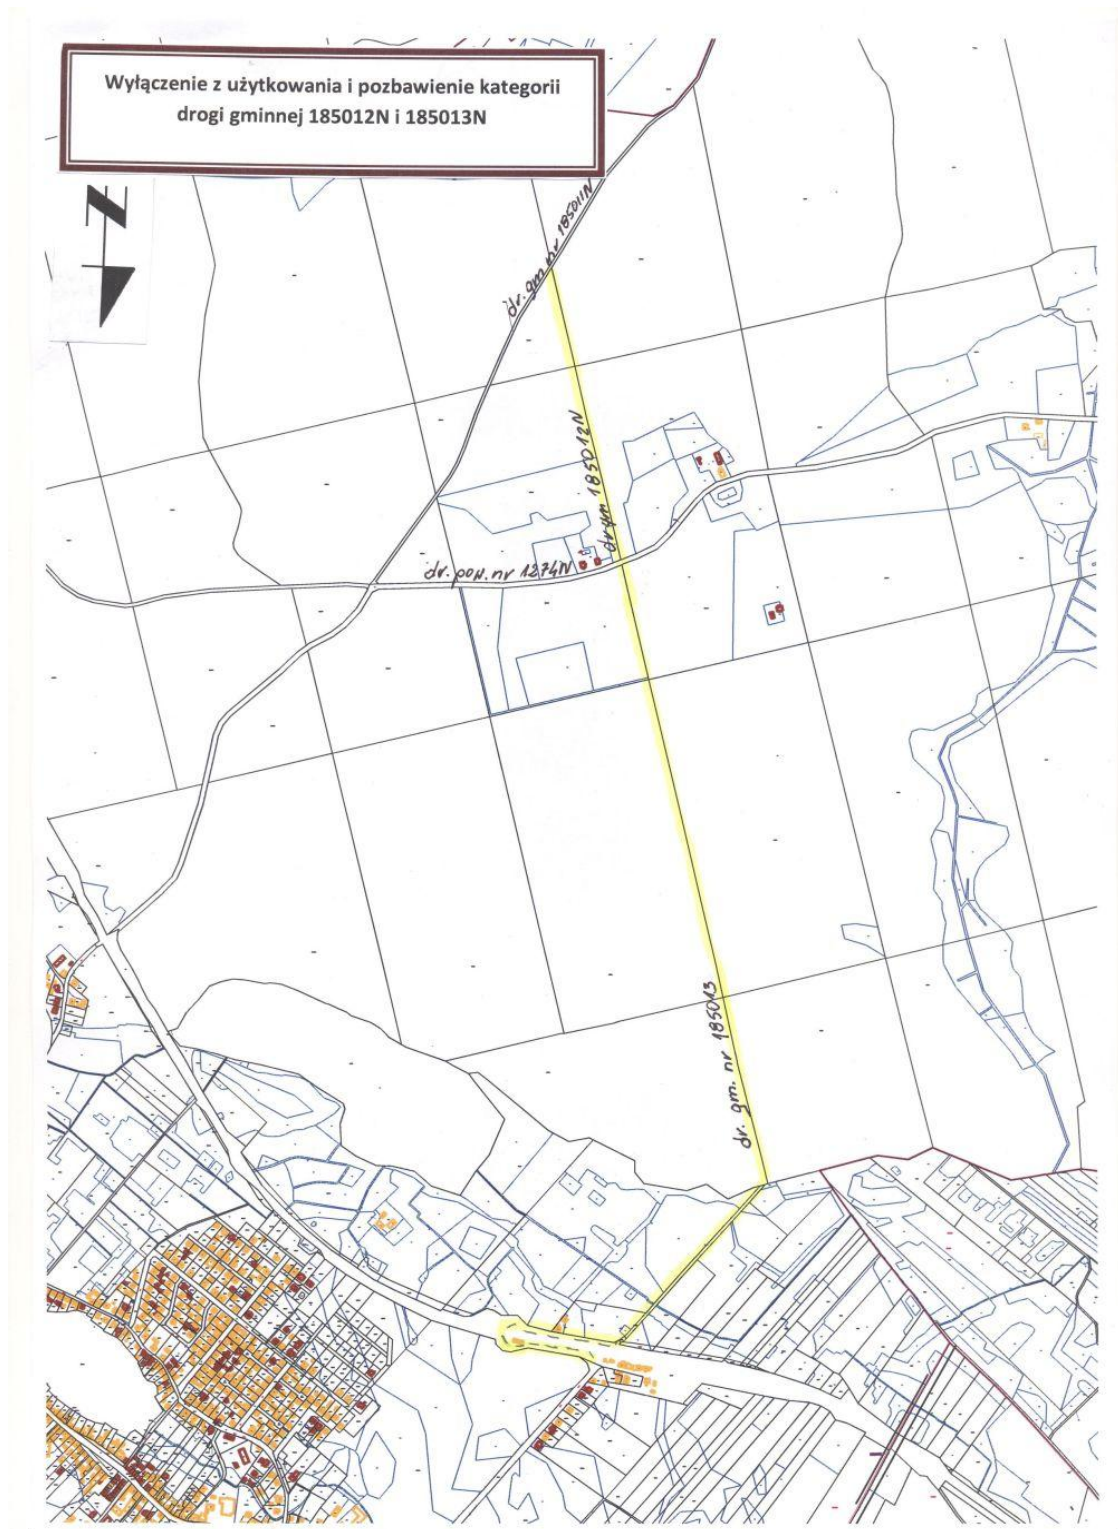 Wyłączenie z użytkowania i pozbawienie kategorii
drogi gminnej 185012N i 185013N
N
dr. gm. nr 185011N
dr gm 185012N
dr. pow. nr 1274N
dr. gm. nr 185013